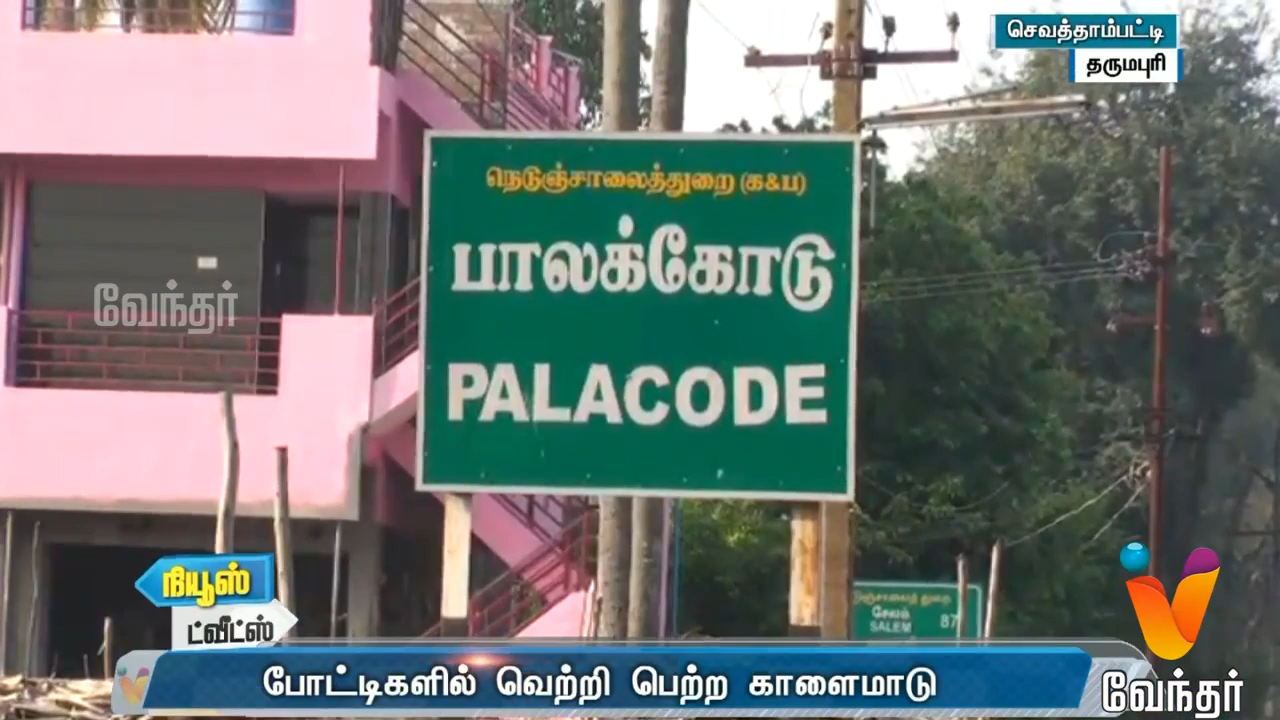 செவத்தாம்பட்டி
தருமபுரி
நெடுஞ்சாலைத்துறை (க&ப)
பாலக்கோடு
PALACODE
வேந்தர்
சேலம்
SALEM 87
நியூஸ்
ட்வீட்ஸ்
போட்டிகளில் வெற்றி பெற்ற காளைமாடு
வேந்தர்